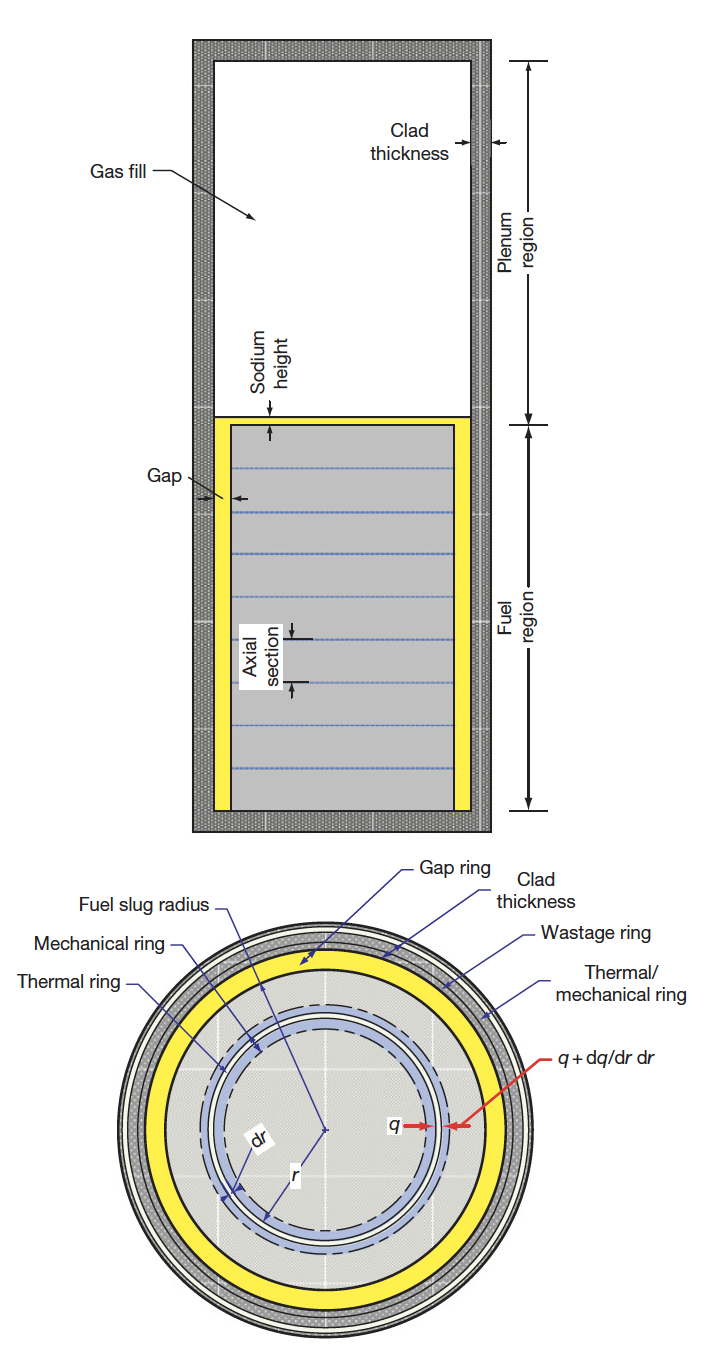 Clad
thickness
Gas fill
Plenum
region
Sodium
height
Gap
Fuel
region
Axial
section
Gap ring
Clad
thickness
Fuel slug radius
Wastage ring
Mechanical ring
Thermal/
mechanical ring
Thermal ring
q + dq/dr dr
q
dr
r